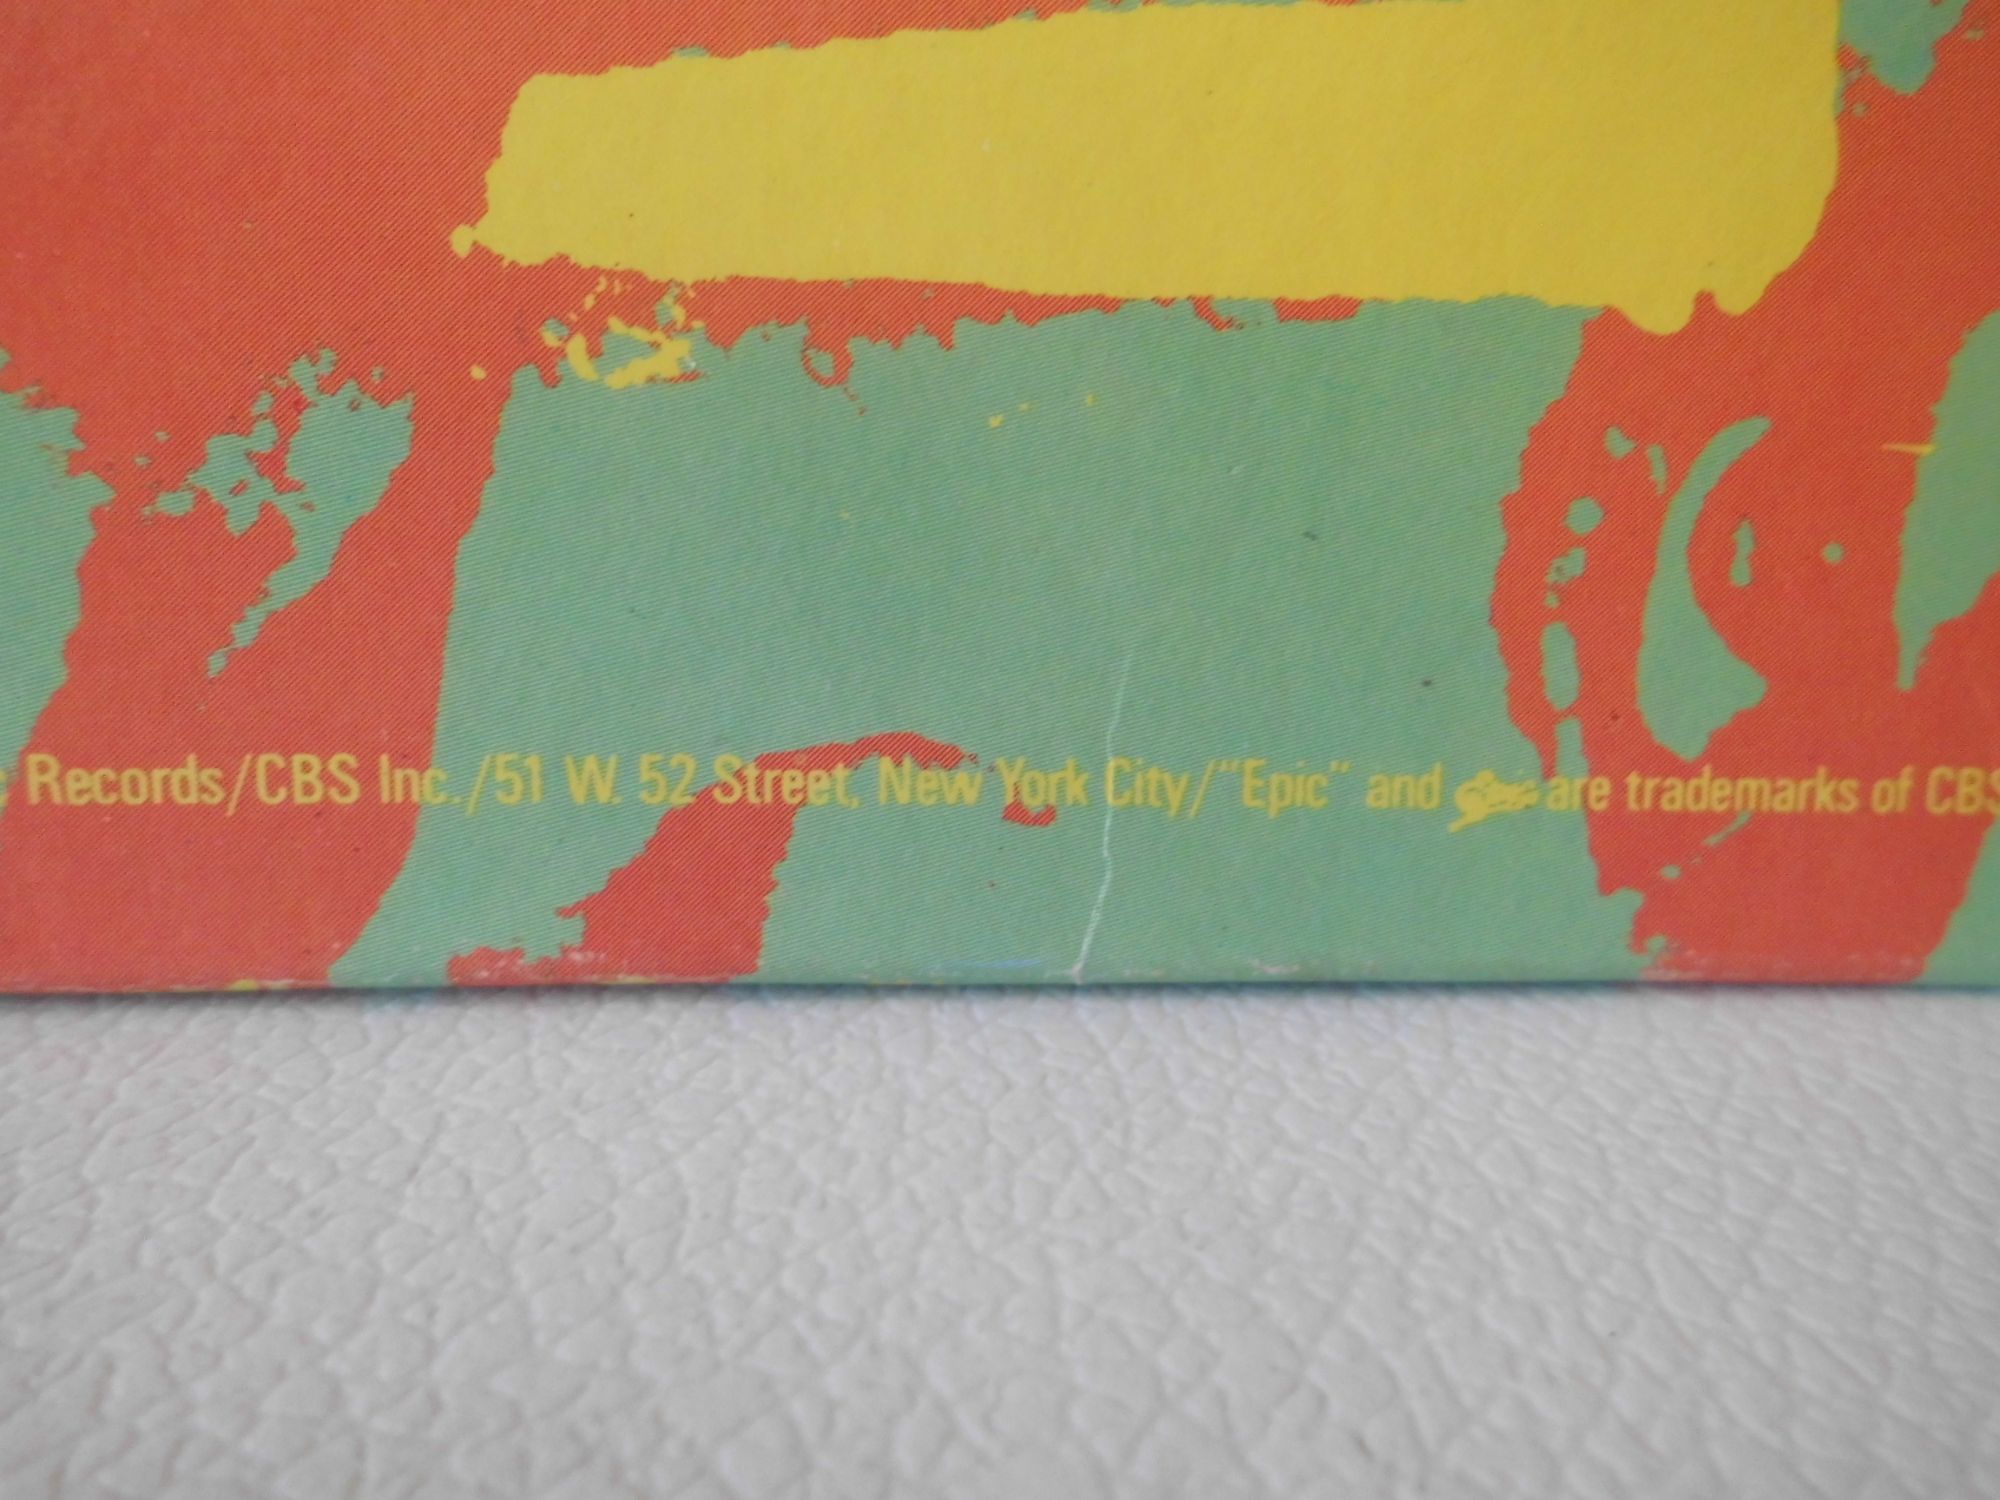 Records/CBS Inc./51 W. 52 Street, New York City/"Epic" and are trademarks of CBS